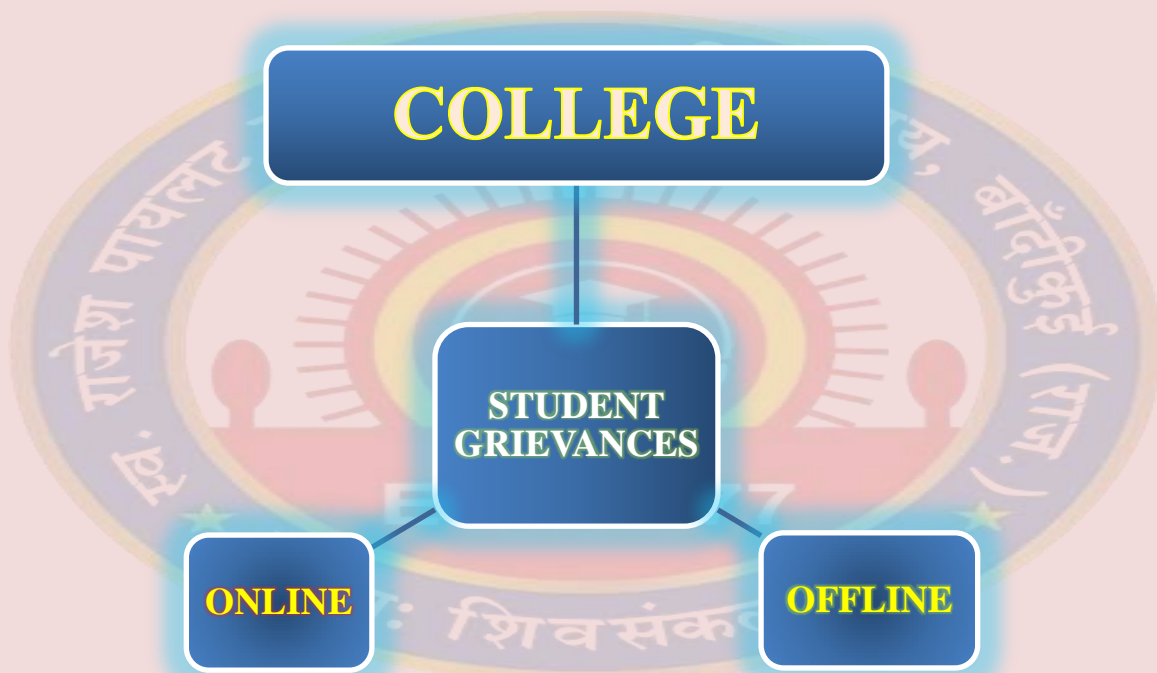 COLLEGE
स्व. राजेश पायलट
बाँदीकुई (राज.)
STUDENT
GRIEVANCES
ONLINE
OFFLINE